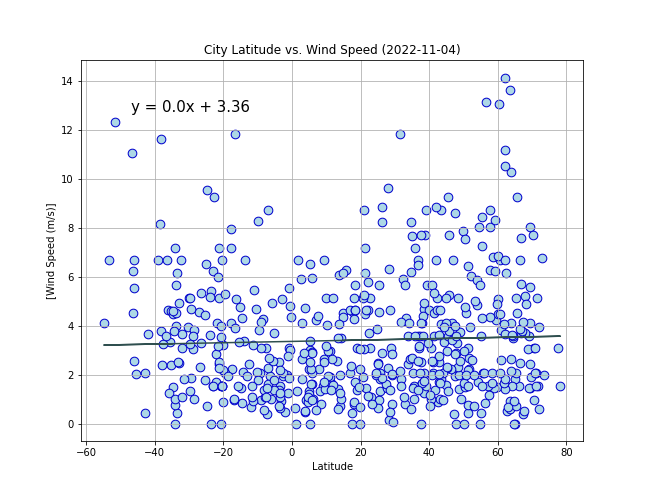 City Latitude vs. Wind Speed (2022-11-04)
14
y = 0.0x + 3.36
12
10
8
6
4
2
0
[Wind Speed (m/s)]
−60 −40 −20 0 20 40 60 80
Latitude